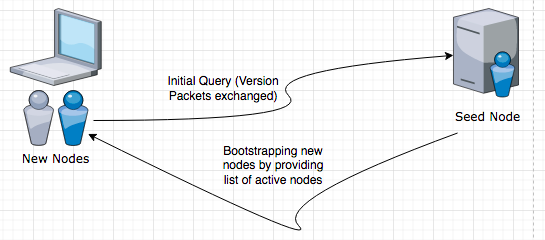 Initial Query (Version
Packets exchanged)
Seed Node
New Nodes
Bootstrapping new
nodes by providing
list of active nodes